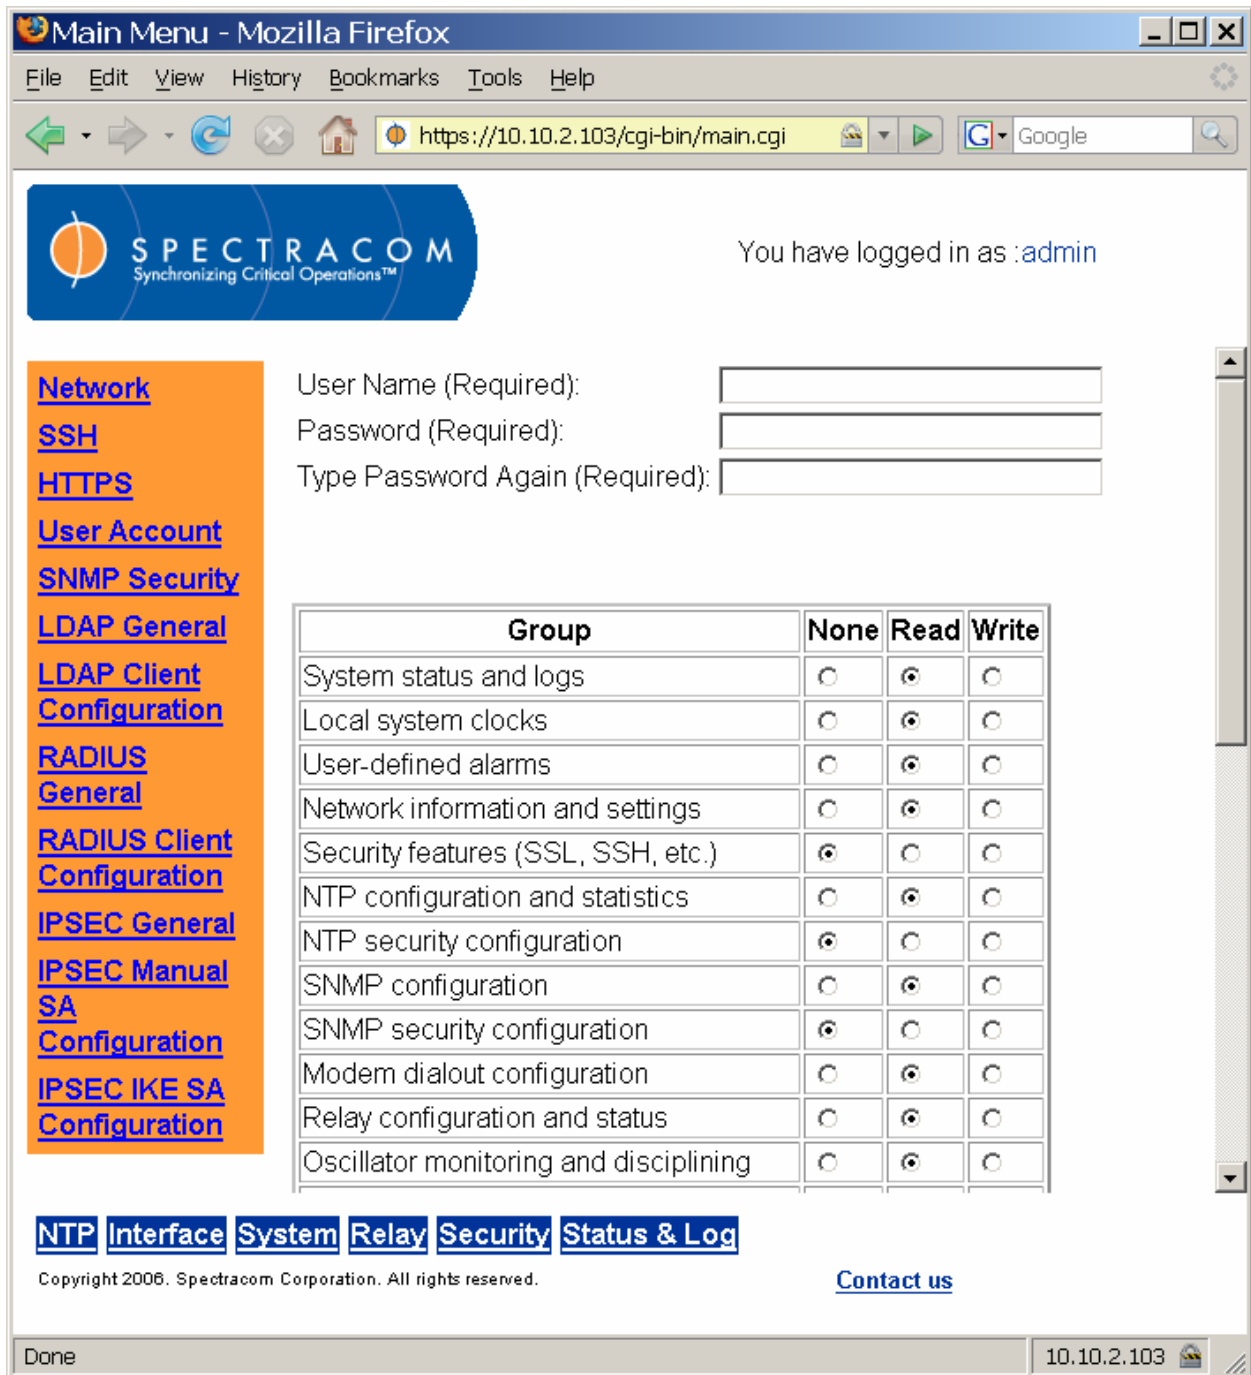 Main Menu - Mozilla Firefox
File Edit View History Bookmarks Tools Help
https://10.10.2.103/cgi-bin/main.cgi G Google
SPECTRACOM
Synchronizing Critical Operations™
You have logged in as :admin
Network
SSH
HTTPS
User Account
SNMP Security
LDAP General
LDAP Client
Configuration
RADIUS
General
RADIUS Client
Configuration
IPSEC General
IPSEC Manual
SA
Configuration
IPSEC IKE SA
Configuration
User Name (Required):
Password (Required):
Type Password Again (Required):
Group None Read Write
System status and logs
Local system clocks
User-defined alarms
Network information and settings
Security features (SSL, SSH, etc.)
NTP configuration and statistics
NTP security configuration
SNMP configuration
SNMP security configuration
Modem dialout configuration
Relay configuration and status
Oscillator monitoring and disciplining
NTP Interface System Relay Security Status & Log
Copyright 2006. Spectracom Corporation. All rights reserved. Contact us
Done 10.10.2.103